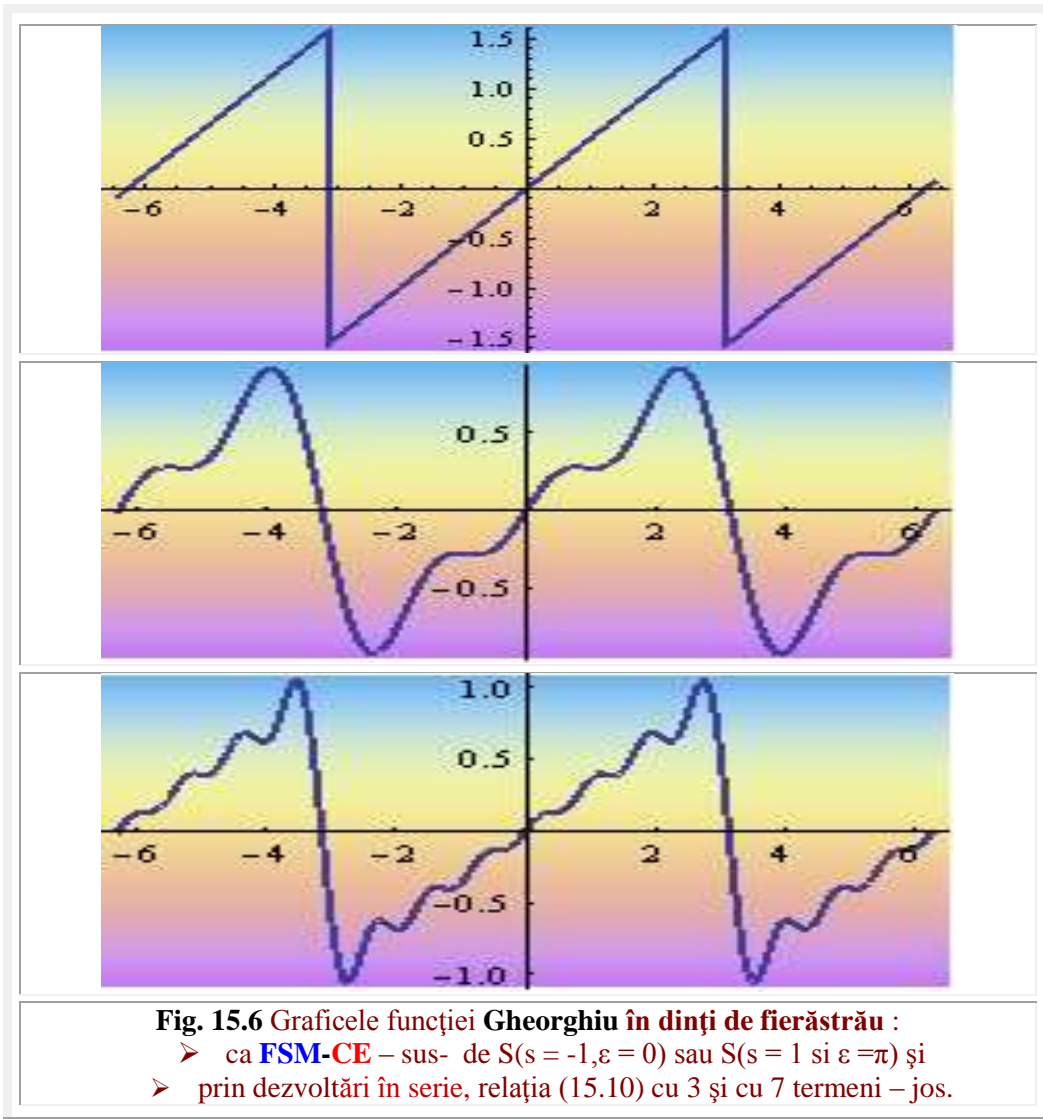 1.5
1.0
0.5
−6 −4 −2 2 4 6
−0.5
−1.0
−1.5
0.5
−6 −4 −2 2 4 6
−0.5
1.0
0.5
−6 −4 −2 2 4 6
−0.5
−1.0
Fig. 15.6 Graficele funcţiei Gheorghiu în dinţi de fierăstrău :
➢ ca FSM-CE – sus- de S(s = -1,ε = 0) sau S(s = 1 si ε =π) şi
➢ prin dezvoltări în serie, relaţia (15.10) cu 3 şi cu 7 termeni – jos.